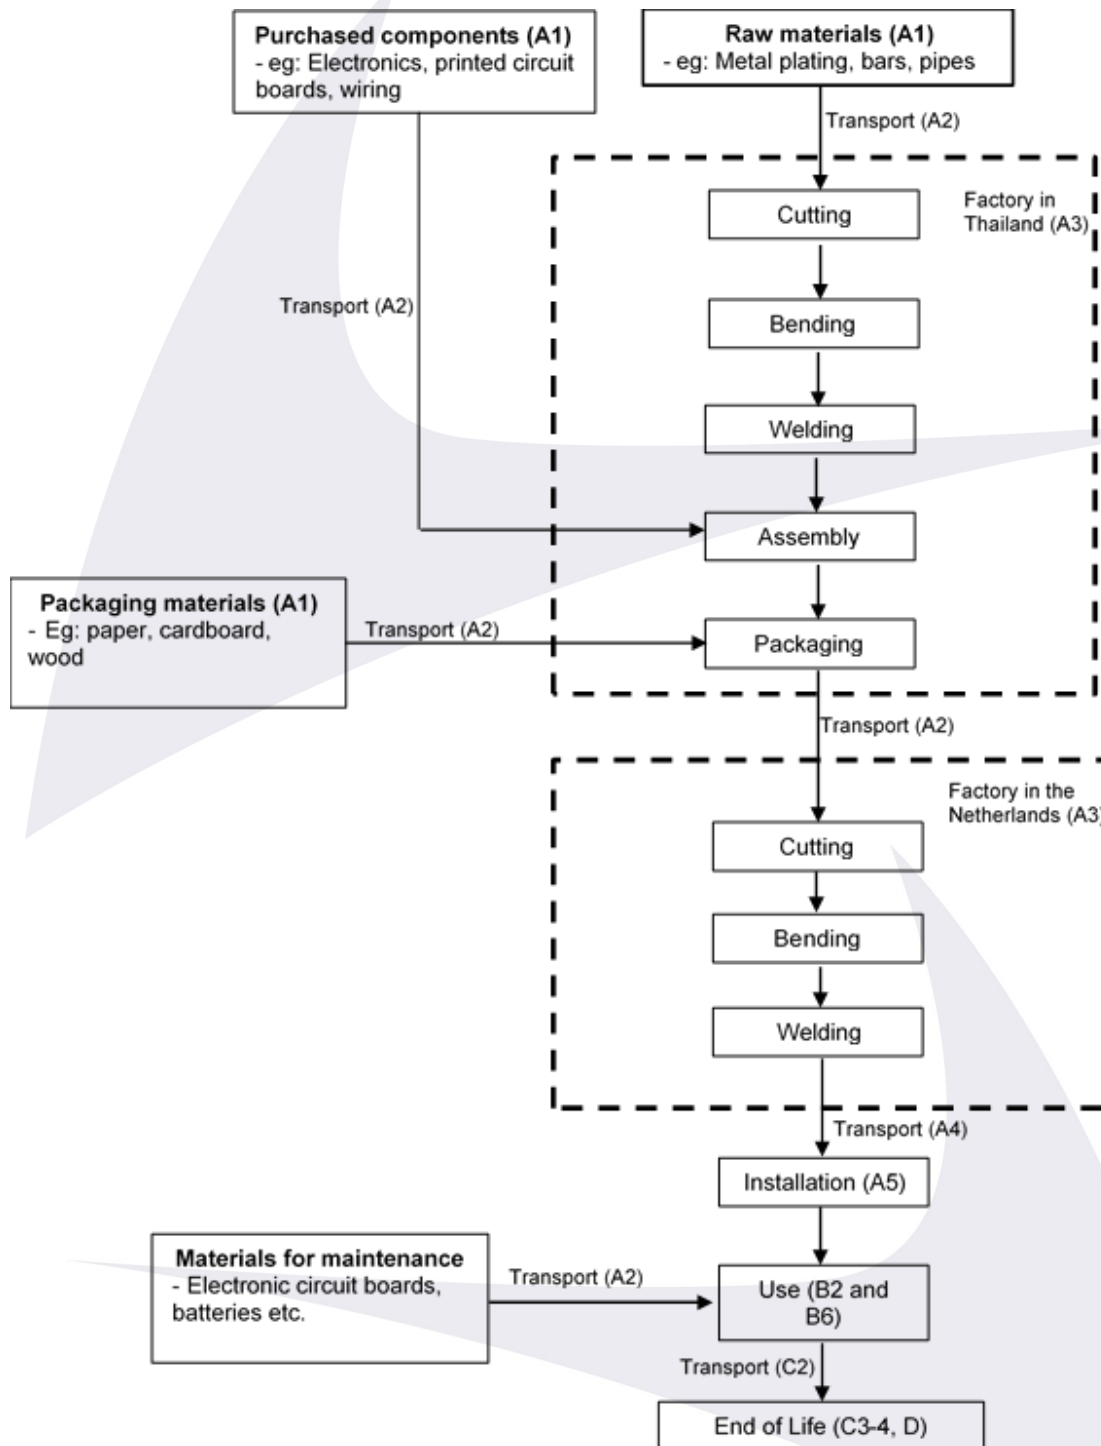 Purchased components (A1)
- eg: Electronics, printed circuit
boards, wiring
Raw materials (A1)
- eg: Metal plating, bars, pipes
Transport (A2)
Factory in
Thailand (A3)
Cutting
Bending
Transport (A2)
Welding
Assembly
Packaging materials (A1)
- Eg: paper, cardboard,
wood
Transport (A2)
Packaging
Transport (A2)
Factory in the
Netherlands (A3)
Cutting
Bending
Welding
Transport (A4)
Installation (A5)
Materials for maintenance
- Electronic circuit boards,
batteries etc.
Transport (A2)
Use (B2 and
B6)
Transport (C2)
End of Life (C3-4, D)